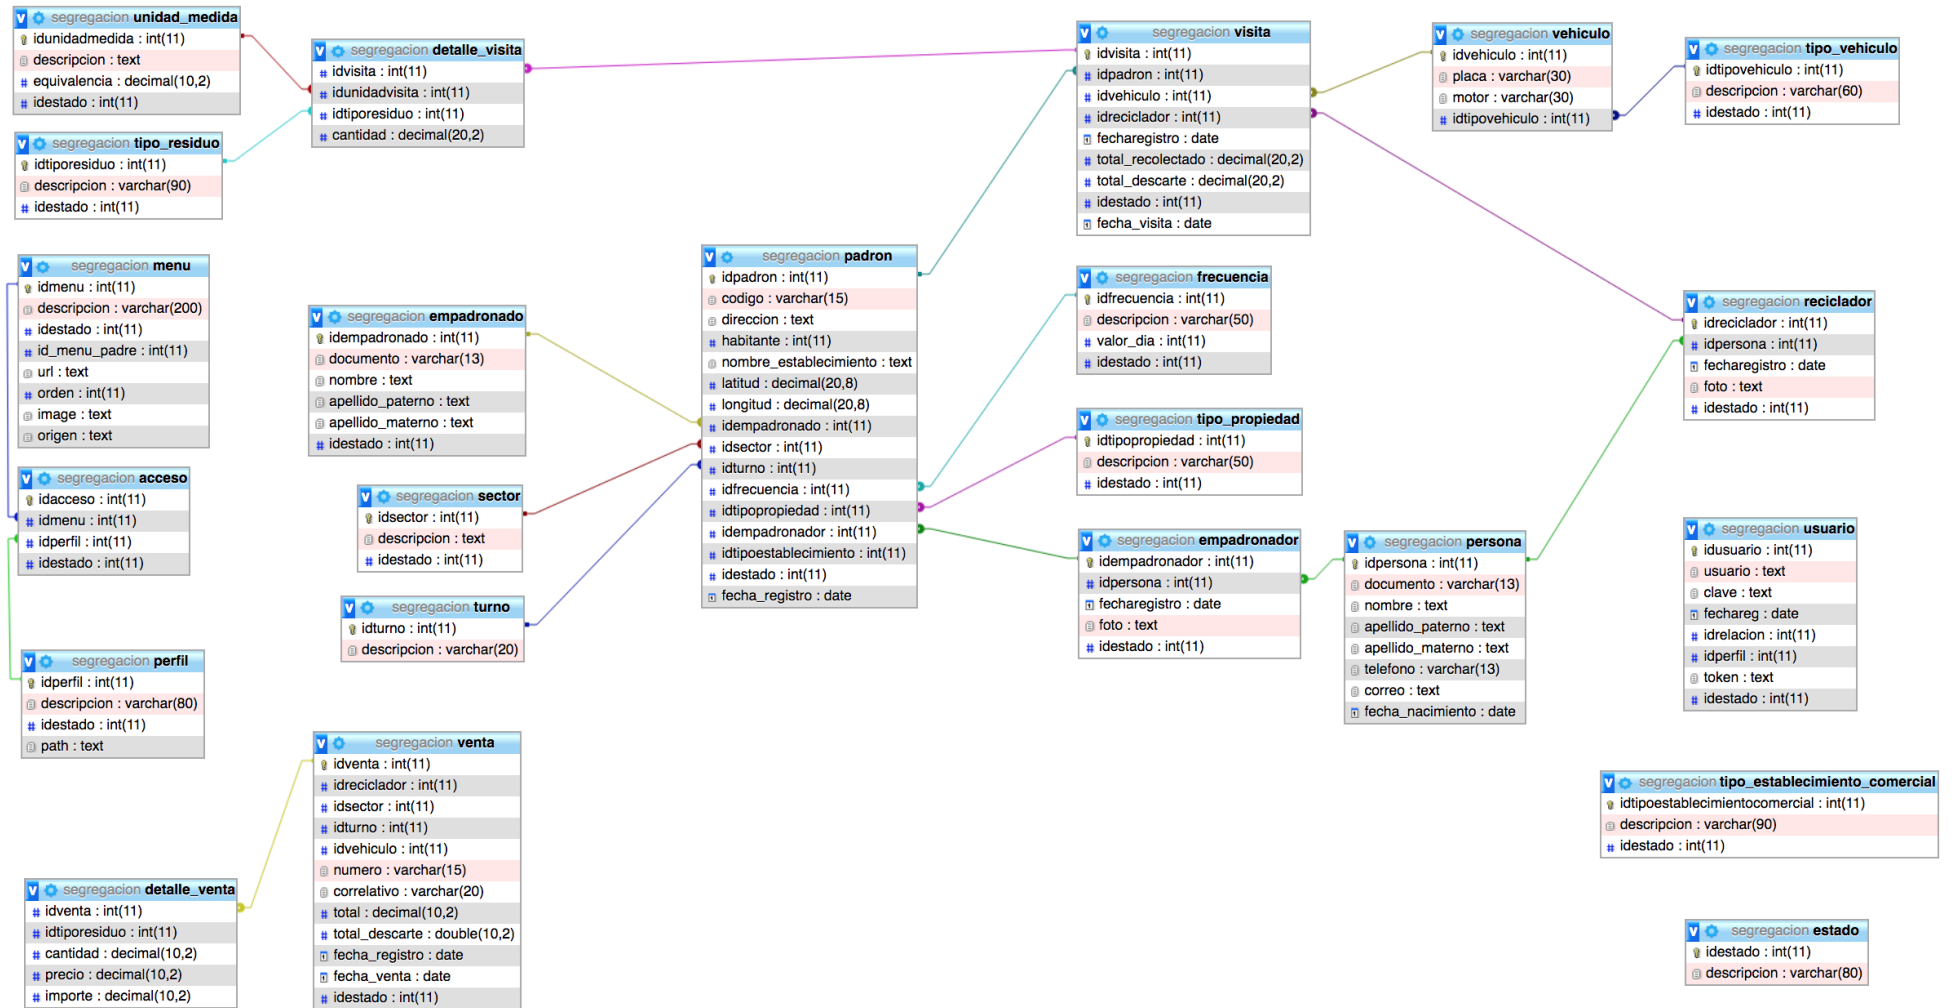 segregacion unidad_medida
idunidadmedida : int(11)
descripcion : text
equivalencia : decimal(10,2)
idestado : int(11)
segregacion tipo_residuo
idtiporesiduo : int(11)
descripcion : varchar(90)
idestado : int(11)
segregacion detalle_visita
idvisita : int(11)
idunidadvisita : int(11)
idtiporesiduo : int(11)
cantidad : decimal(20,2)
segregacion visita
idvisita : int(11)
idpadron : int(11)
idvehiculo : int(11)
idreciclador : int(11)
fecharegistro : date
total_recolectado : decimal(20,2)
total_descarte : decimal(20,2)
idestado : int(11)
fecha_visita : date
segregacion vehiculo
idvehiculo : int(11)
placa : varchar(30)
motor : varchar(30)
idtipovehiculo : int(11)
segregacion tipo_vehiculo
idtipovehiculo : int(11)
descripcion : varchar(60)
idestado : int(11)
segregacion menu
idmenu : int(11)
descripcion : varchar(200)
idestado : int(11)
id_menu_padre : int(11)
url : text
orden : int(11)
image : text
origen : text
segregacion acceso
idacceso : int(11)
idmenu : int(11)
idperfil : int(11)
idestado : int(11)
segregacion perfil
idperfil : int(11)
descripcion : varchar(80)
idestado : int(11)
path : text
segregacion empadronado
idempadronado : int(11)
documento : varchar(13)
nombre : text
apellido_paterno : text
apellido_materno : text
idestado : int(11)
segregacion sector
idsector : int(11)
descripcion : text
idestado : int(11)
segregacion turno
idturno : int(11)
descripcion : varchar(20)
segregacion padron
idpadron : int(11)
codigo : varchar(15)
direccion : text
habitante : int(11)
nombre_establecimiento : text
latitud : decimal(20,8)
longitud : decimal(20,8)
idempadronado : int(11)
idsector : int(11)
idturno : int(11)
idfrecuencia : int(11)
idtipopropiedad : int(11)
idempadronador : int(11)
idtipoestablecimiento : int(11)
idestado : int(11)
fecha_registro : date
segregacion frecuencia
idfrecuencia : int(11)
descripcion : varchar(50)
valor_dia : int(11)
idestado : int(11)
segregacion tipo_propiedad
idtipopropiedad : int(11)
descripcion : varchar(50)
idestado : int(11)
segregacion empadronador
idempadronador : int(11)
idpersona : int(11)
fecharegistro : date
foto : text
idestado : int(11)
segregacion persona
idpersona : int(11)
documento : varchar(13)
nombre : text
apellido_paterno : text
apellido_materno : text
telefono : varchar(13)
correo : text
fecha_nacimiento : date
segregacion reciclador
idreciclador : int(11)
idpersona : int(11)
fecharegistro : date
foto : text
idestado : int(11)
segregacion usuario
idusuario : int(11)
usuario : text
clave : text
fechareg : date
idrelacion : int(11)
idperfil : int(11)
token : text
idestado : int(11)
segregacion venta
idventa : int(11)
idreciclador : int(11)
idsector : int(11)
idturno : int(11)
idvehiculo : int(11)
numero : varchar(15)
correlativo : varchar(20)
total : decimal(10,2)
total_descarte : double(10,2)
fecha_registro : date
fecha_venta : date
idestado : int(11)
segregacion detalle_venta
idventa : int(11)
idtiporesiduo : int(11)
cantidad : decimal(10,2)
precio : decimal(10,2)
importe : decimal(10,2)
segregacion tipo_establecimiento_comercial
idtipoestablecimientocomercial : int(11)
descripcion : varchar(90)
idestado : int(11)
segregacion estado
idestado : int(11)
descripcion : varchar(80)